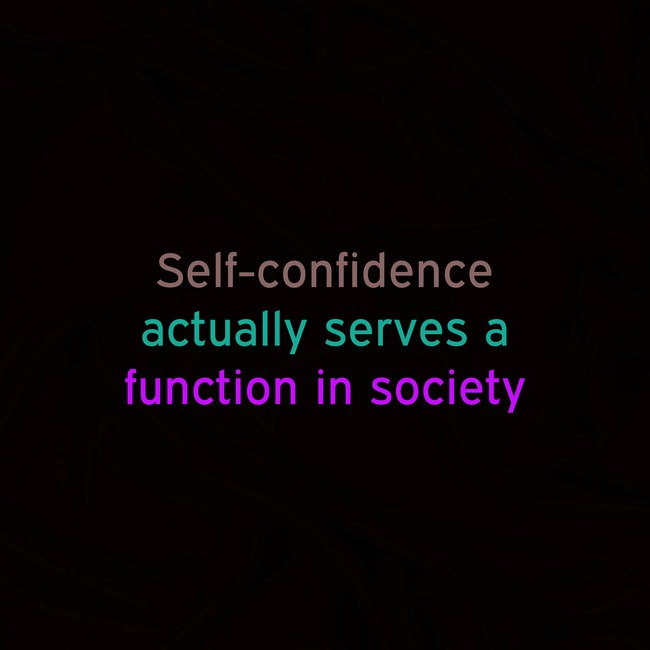 Self-confidence
actually serves a
function in society